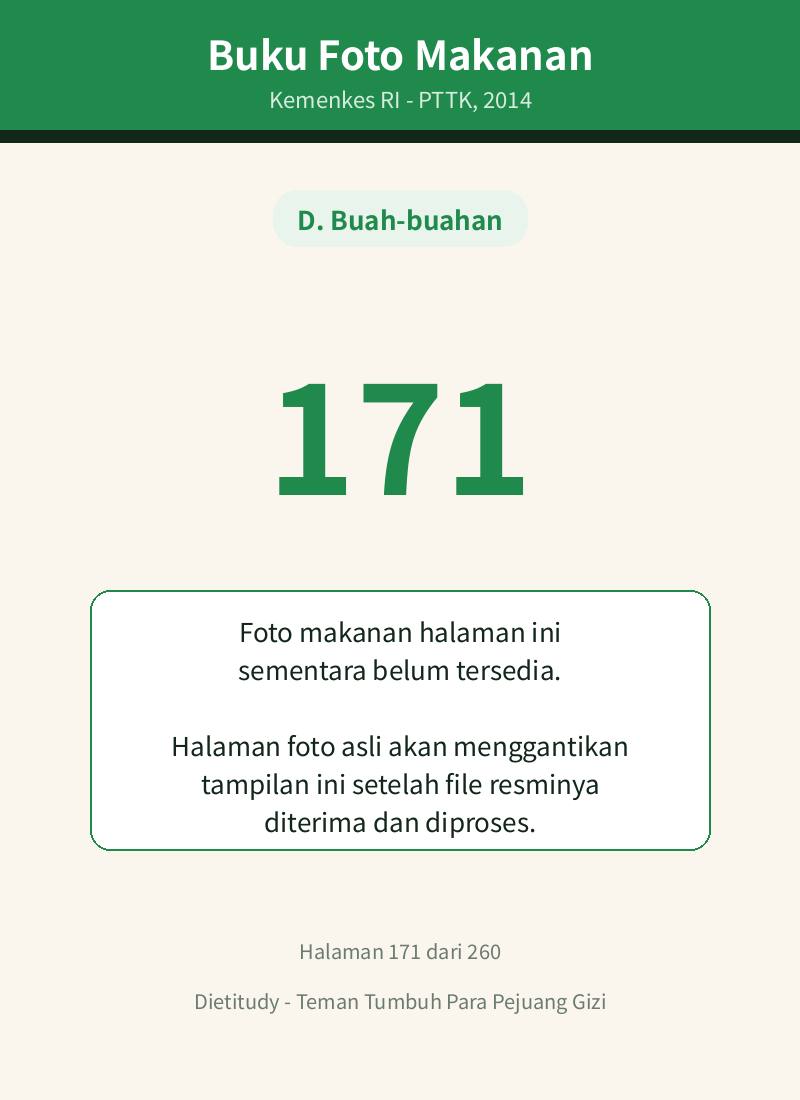 Buku Foto Makanan
Kemenkes RI - PTTK, 2014
D. Buah-buahan
171
Foto makanan halaman ini
sementara belum tersedia.
Halaman foto asli akan menggantikan
tampilan ini setelah file resminya
diterima dan diproses.
Halaman 171 dari 260
Dietitudy - Teman Tumbuh Para Pejuang Gizi